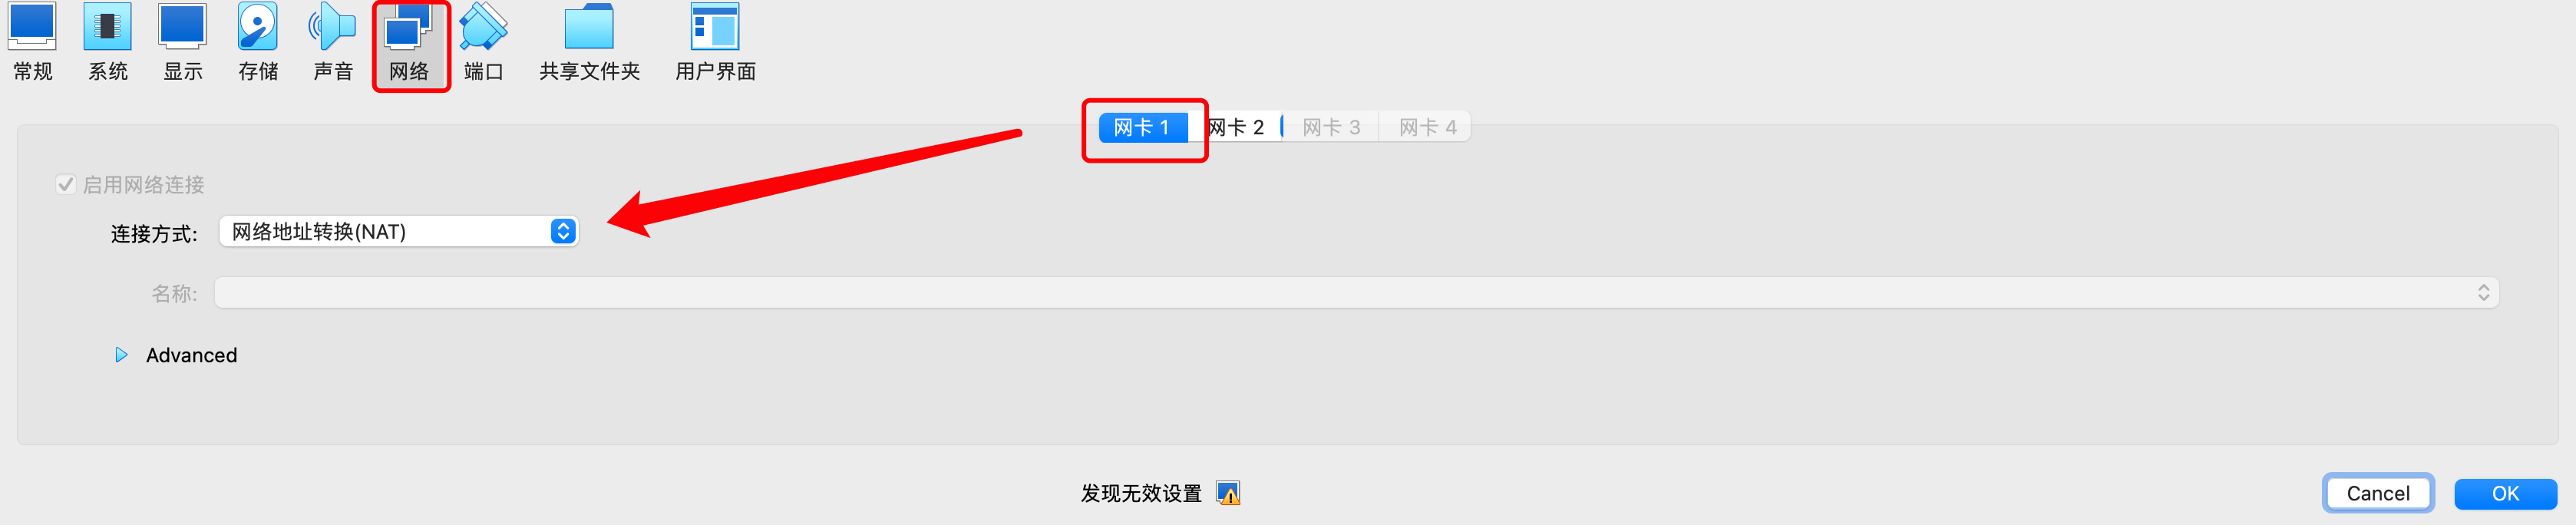 常规 系统 显示 存储 声音 网络 端口 共享文件夹 用户界面
网卡 1 网卡 2 网卡 3 网卡 4
启用网络连接
连接方式: 网络地址转换(NAT)
名称:
Advanced
发现无效设置
Cancel OK